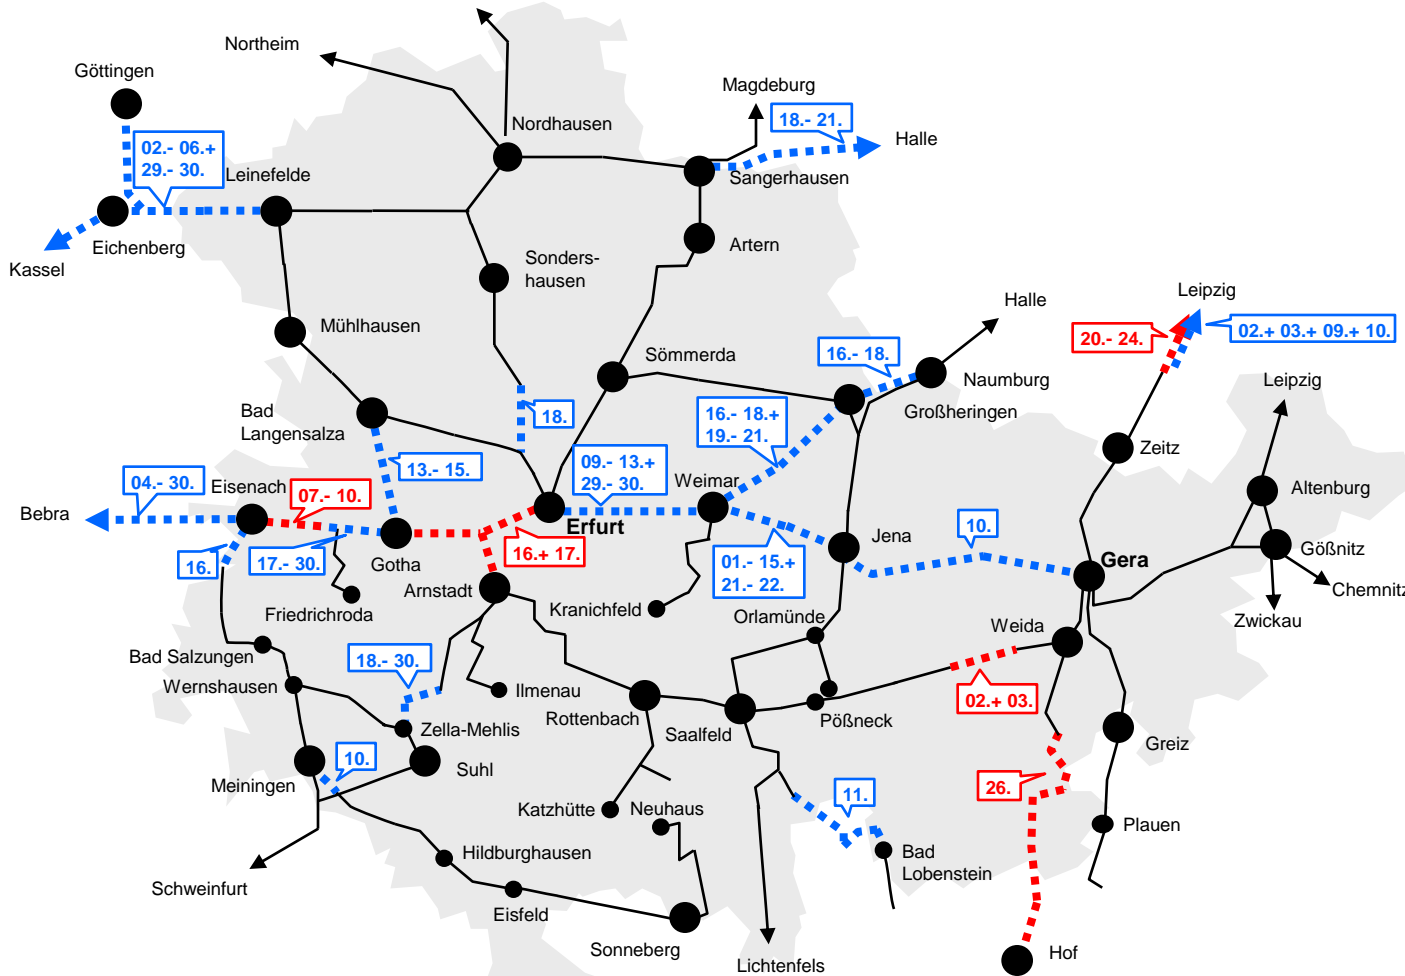 Northeim
Göttingen
Magdeburg
18.- 21.
Nordhausen
Halle
02.- 06.+
29.- 30.
Leinefelde
Sangerhausen
Eichenberg
Artern
Kassel
Sonders-
hausen
Leipzig
Halle
Mühlhausen
20.- 24.
02.+ 03.+ 09.+ 10.
Sömmerda
16.- 18.
Naumburg
Leipzig
Großheringen
Bad
Langensalza
18.
16.- 18.+
19.- 21.
Zeitz
13.- 15.
09.- 13.+
29.- 30.
04.- 30.
Eisenach
07.- 10.
Weimar
Altenburg
Bebra
Erfurt
10.
Jena
Gößnitz
16.
17.- 30.
Gotha
16.+ 17.
01.- 15.+
21.- 22.
Gera
Chemnitz
Arnstadt
Friedrichroda
Kranichfeld
Orlamünde
Zwickau
Weida
Bad Salzungen
18.- 30.
Wernshausen
Ilmenau
02.+ 03.
Rottenbach
Pößneck
Zella-Mehlis
Saalfeld
Greiz
Meiningen
10.
Suhl
26.
11.
Katzhütte
Neuhaus
Plauen
Hildburghausen
Bad
Lobenstein
Schweinfurt
Eisfeld
Sonneberg
Hof
Lichtenfels